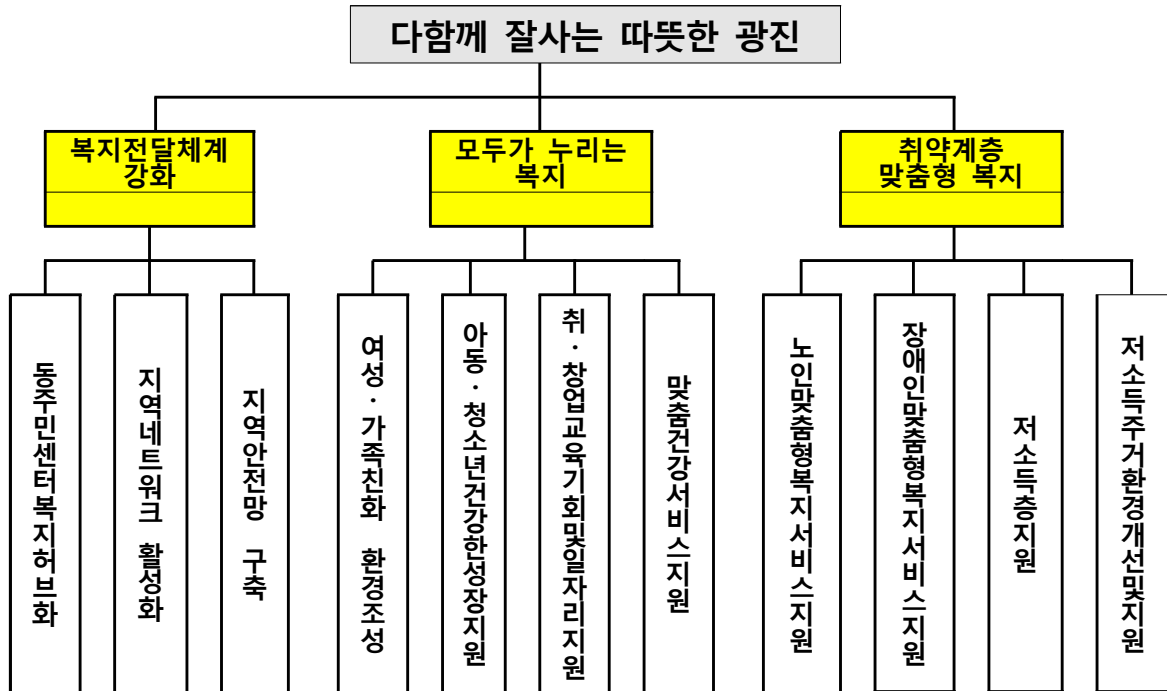 다함께 잘사는 따뜻한 광진
복지전달체계
강화
모두가 누리는
복지
취약계층
맞춤형 복지
동주민센터복지허브화
지역네트워크 활성화
지역안전망 구축
여성·가족친화 환경조성
아동·청소년건강한성장지원
취·창업교육기회및일자리지원
맞춤건강서비스지원
노인맞춤형복지서비스지원
장애인맞춤형복지서비스지원
저소득층지원
저소득주거환경개선및지원